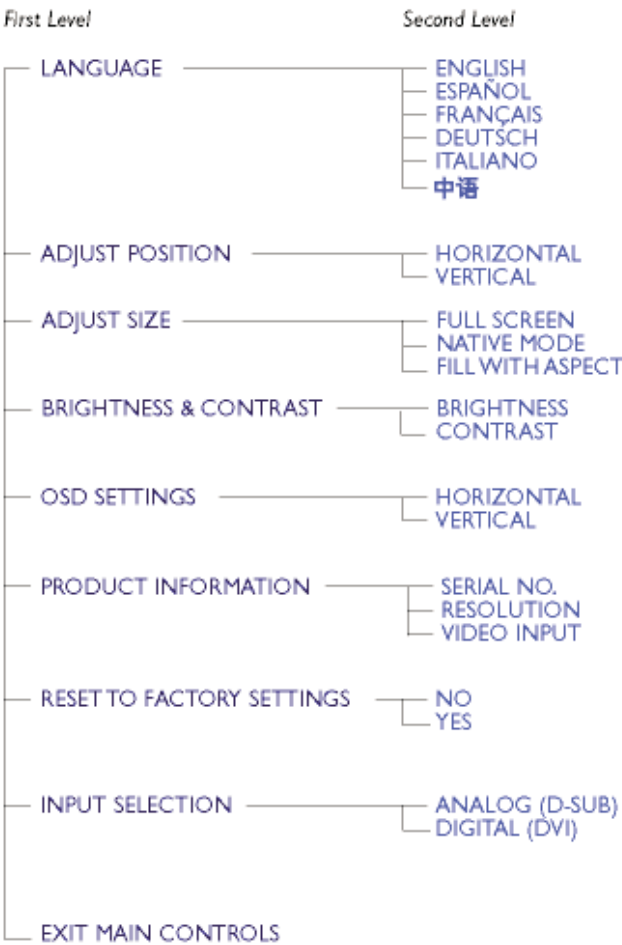 First Level
Second Level
LANGUAGE
ENGLISH
ESPAÑOL
FRANÇAIS
DEUTSCH
ITALIANO
中语
ADJUST POSITION
HORIZONTAL
VERTICAL
ADJUST SIZE
FULL SCREEN
NATIVE MODE
FILL WITH ASPECT
BRIGHTNESS & CONTRAST
BRIGHTNESS
CONTRAST
OSD SETTINGS
HORIZONTAL
VERTICAL
PRODUCT INFORMATION
SERIAL NO.
RESOLUTION
VIDEO INPUT
RESET TO FACTORY SETTINGS
NO
YES
INPUT SELECTION
ANALOG (D-SUB)
DIGITAL (DVI)
EXIT MAIN CONTROLS